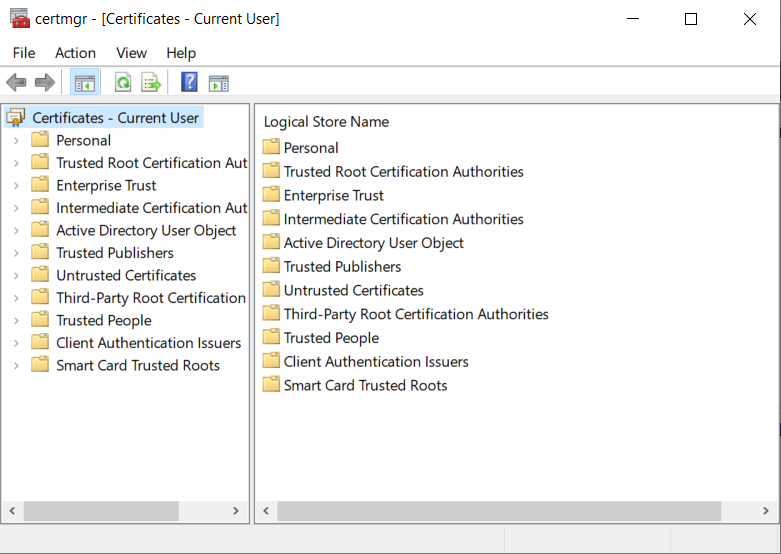 certmgr - [Certificates - Current User]
File Action View Help
Certificates - Current User
Personal
Trusted Root Certification Aut
Enterprise Trust
Intermediate Certification Aut
Active Directory User Object
Trusted Publishers
Untrusted Certificates
Third-Party Root Certification
Trusted People
Client Authentication Issuers
Smart Card Trusted Roots
Logical Store Name
Personal
Trusted Root Certification Authorities
Enterprise Trust
Intermediate Certification Authorities
Active Directory User Object
Trusted Publishers
Untrusted Certificates
Third-Party Root Certification Authorities
Trusted People
Client Authentication Issuers
Smart Card Trusted Roots